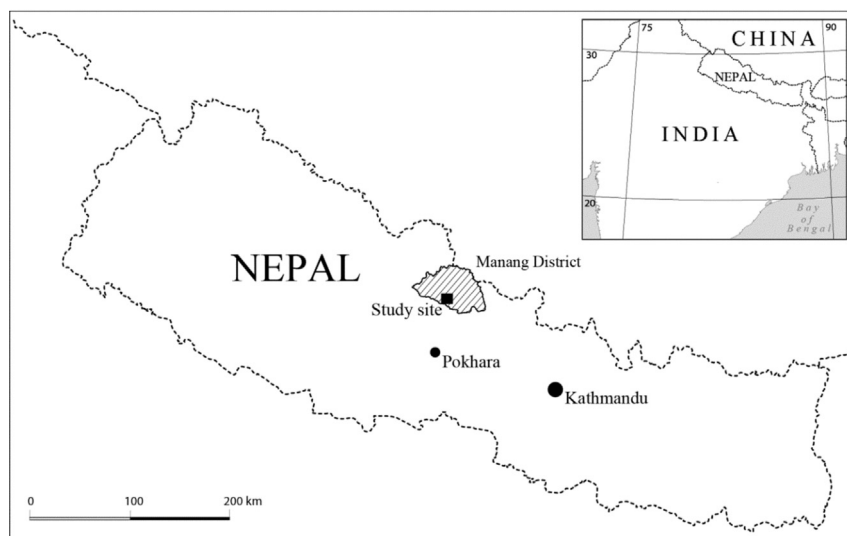 75
90
CHINA
30
NEPAL
INDIA
20
Bay
of
Bengal
NEPAL
Manang District
Study site
Pokhara
Kathmandu
0
100
200 km